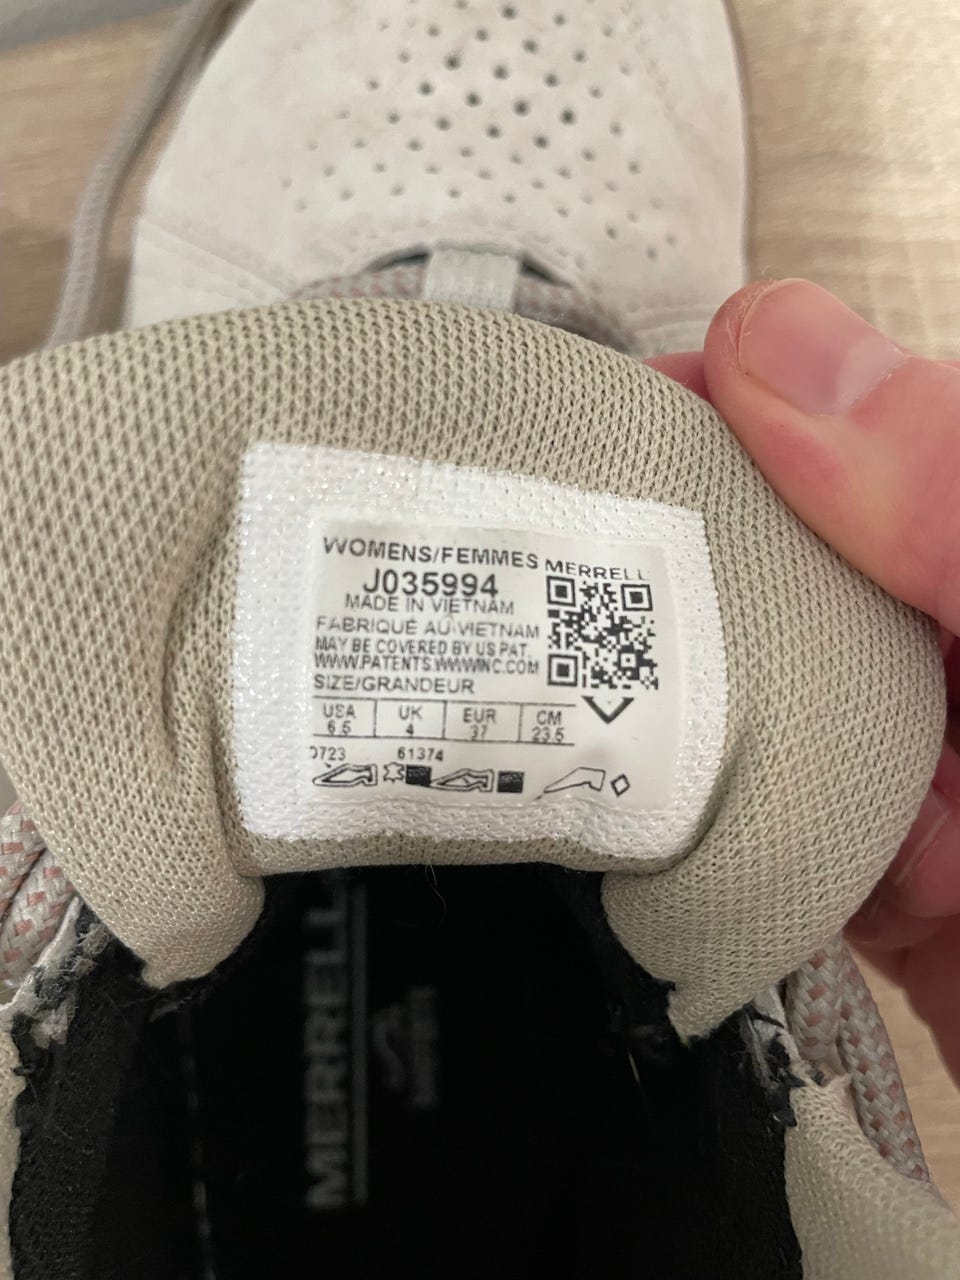 WOMENS/FEMMES
MERRELL
J035994
MADE IN VIETNAM
FABRIQUÉ AU VIETNAM
MAY BE COVERED BY US PAT.
WWW.PATENTS.WWWINC.COM
SIZE/GRANDEUR
USA UK EUR CM
6.5 4 37 23.5
0723 61374
MERRELL